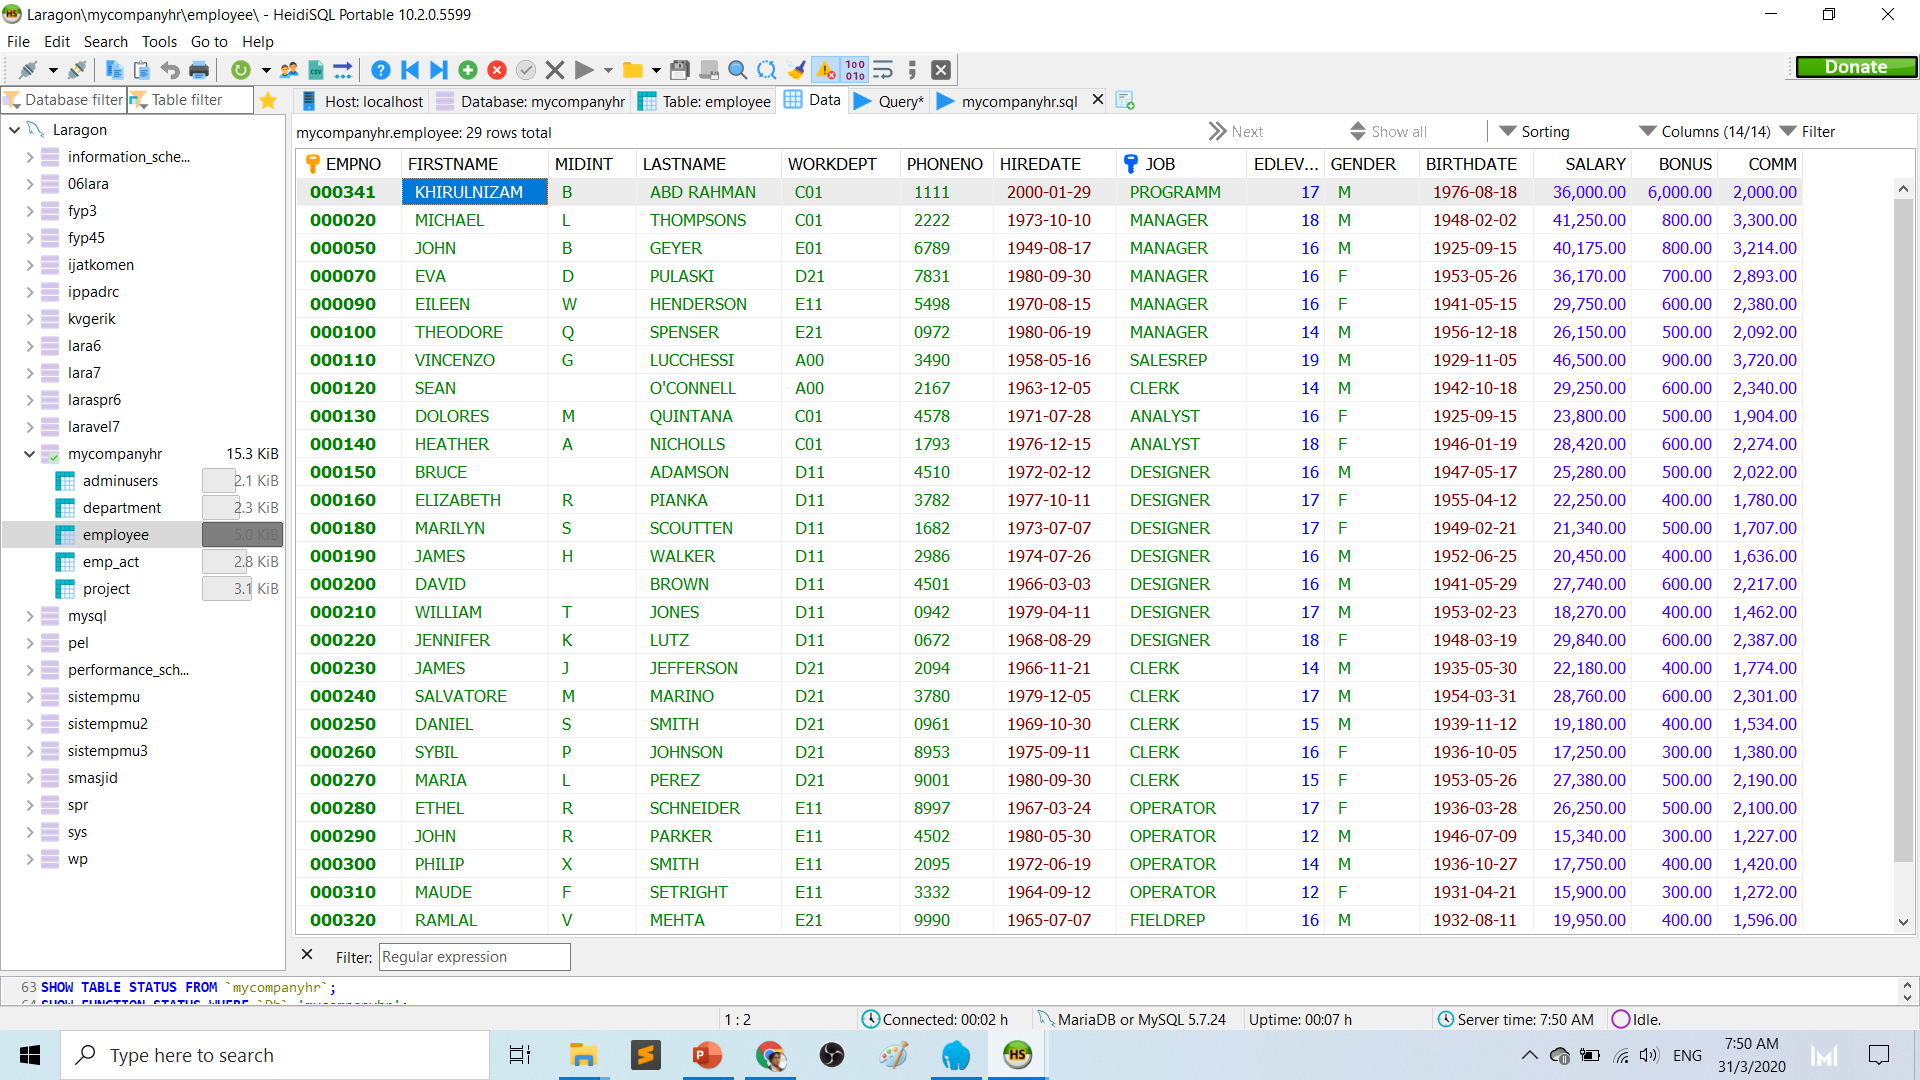 Laragon\mycompanyhr\employee\ - HeidiSQL Portable 10.2.0.5599
File Edit Search Tools Go to Help
Donate
Database filter Table filter
Host: localhost Database: mycompanyhr Table: employee Data Query* mycompanyhr.sql
mycompanyhr.employee: 29 rows total Next Show all Sorting Columns (14/14) Filter
Laragon
information_sche...
06lara
fyp3
fyp45
ijatkomen
ippadrc
kvgerik
lara6
lara7
laraspr6
laravel7
mycompanyhr 15.3 KiB
adminusers 2.1 KiB
department 2.3 KiB
employee 5.0 KiB
emp_act 2.8 KiB
project 3.1 KiB
mysql
pel
performance_sch...
sistempmu
sistempmu2
sistempmu3
smasjid
spr
sys
wp
EMPNO FIRSTNAME MIDINT LASTNAME WORKDEPT PHONENO HIREDATE JOB EDLEV... GENDER BIRTHDATE SALARY BONUS COMM
000341 KHIRULNIZAM B ABD RAHMAN C01 1111 2000-01-29 PROGRAMM 17 M 1976-08-18 36,000.00 6,000.00 2,000.00
000020 MICHAEL L THOMPSONS C01 2222 1973-10-10 MANAGER 18 M 1948-02-02 41,250.00 800.00 3,300.00
000050 JOHN B GEYER E01 6789 1949-08-17 MANAGER 16 M 1925-09-15 40,175.00 800.00 3,214.00
000070 EVA D PULASKI D21 7831 1980-09-30 MANAGER 16 F 1953-05-26 36,170.00 700.00 2,893.00
000090 EILEEN W HENDERSON E11 5498 1970-08-15 MANAGER 16 F 1941-05-15 29,750.00 600.00 2,380.00
000100 THEODORE Q SPENSER E21 0972 1980-06-19 MANAGER 14 M 1956-12-18 26,150.00 500.00 2,092.00
000110 VINCENZO G LUCCHESSI A00 3490 1958-05-16 SALESREP 19 M 1929-11-05 46,500.00 900.00 3,720.00
000120 SEAN O'CONNELL A00 2167 1963-12-05 CLERK 14 M 1942-10-18 29,250.00 600.00 2,340.00
000130 DOLORES M QUINTANA C01 4578 1971-07-28 ANALYST 16 F 1925-09-15 23,800.00 500.00 1,904.00
000140 HEATHER A NICHOLLS C01 1793 1976-12-15 ANALYST 18 F 1946-01-19 28,420.00 600.00 2,274.00
000150 BRUCE ADAMSON D11 4510 1972-02-12 DESIGNER 16 M 1947-05-17 25,280.00 500.00 2,022.00
000160 ELIZABETH R PIANKA D11 3782 1977-10-11 DESIGNER 17 F 1955-04-12 22,250.00 400.00 1,780.00
000180 MARILYN S SCOUTTEN D11 1682 1973-07-07 DESIGNER 17 F 1949-02-21 21,340.00 500.00 1,707.00
000190 JAMES H WALKER D11 2986 1974-07-26 DESIGNER 16 M 1952-06-25 20,450.00 400.00 1,636.00
000200 DAVID BROWN D11 4501 1966-03-03 DESIGNER 16 M 1941-05-29 27,740.00 600.00 2,217.00
000210 WILLIAM T JONES D11 0942 1979-04-11 DESIGNER 17 M 1953-02-23 18,270.00 400.00 1,462.00
000220 JENNIFER K LUTZ D11 0672 1968-08-29 DESIGNER 18 F 1948-03-19 29,840.00 600.00 2,387.00
000230 JAMES J JEFFERSON D21 2094 1966-11-21 CLERK 14 M 1935-05-30 22,180.00 400.00 1,774.00
000240 SALVATORE M MARINO D21 3780 1979-12-05 CLERK 17 M 1954-03-31 28,760.00 600.00 2,301.00
000250 DANIEL S SMITH D21 0961 1969-10-30 CLERK 15 M 1939-11-12 19,180.00 400.00 1,534.00
000260 SYBIL P JOHNSON D21 8953 1975-09-11 CLERK 16 F 1936-10-05 17,250.00 300.00 1,380.00
000270 MARIA L PEREZ D21 9001 1980-09-30 CLERK 15 F 1953-05-26 27,380.00 500.00 2,190.00
000280 ETHEL R SCHNEIDER E11 8997 1967-03-24 OPERATOR 17 F 1936-03-28 26,250.00 500.00 2,100.00
000290 JOHN R PARKER E11 4502 1980-05-30 OPERATOR 12 M 1946-07-09 15,340.00 300.00 1,227.00
000300 PHILIP X SMITH E11 2095 1972-06-19 OPERATOR 14 M 1936-10-27 17,750.00 400.00 1,420.00
000310 MAUDE F SETRIGHT E11 3332 1964-09-12 OPERATOR 12 F 1931-04-21 15,900.00 300.00 1,272.00
000320 RAMLAL V MEHTA E21 9990 1965-07-07 FIELDREP 16 M 1932-08-11 19,950.00 400.00 1,596.00
Filter: Regular expression
63 SHOW TABLE STATUS FROM `mycompanyhr`;
1 : 2 Connected: 00:02 h MariaDB or MySQL 5.7.24 Uptime: 00:07 h Server time: 7:50 AM Idle.
Type here to search
ENG
7:50 AM
31/3/2020